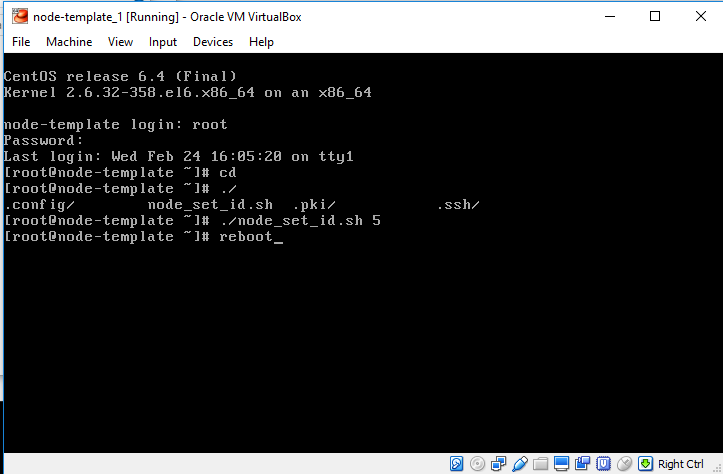 node-template_1 [Running] - Oracle VM VirtualBox
File Machine View Input Devices Help
CentOS release 6.4 (Final)
Kernel 2.6.32-358.el6.x86_64 on an x86_64
node-template login: root
Password:
Last login: Wed Feb 24 16:05:20 on tty1
[root@node-template ~]# cd
[root@node-template ~]# ./
.config/ node_set_id.sh .pki/ .ssh/
[root@node-template ~]# ./node_set_id.sh 5
[root@node-template ~]# reboot_
Right Ctrl